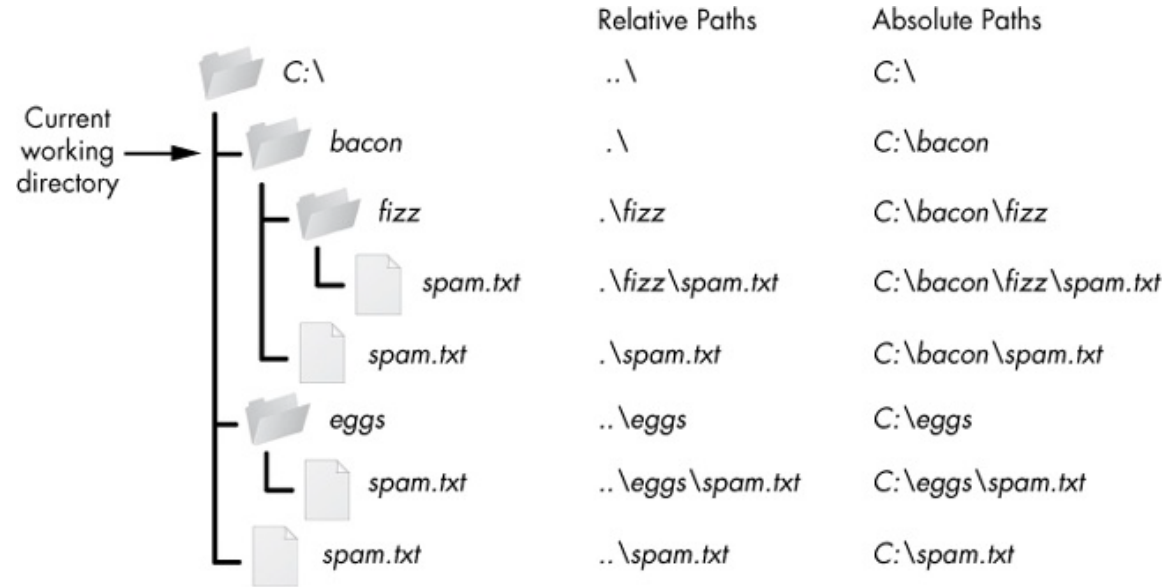 Relative Paths Absolute Paths
C:\ ..\ C:\
Current
working
directory
bacon .\ C:\bacon
fizz .\fizz C:\bacon\fizz
spam.txt .\fizz\spam.txt C:\bacon\fizz\spam.txt
spam.txt .\spam.txt C:\bacon\spam.txt
eggs ..\eggs C:\eggs
spam.txt ..\eggs\spam.txt C:\eggs\spam.txt
spam.txt ..\spam.txt C:\spam.txt